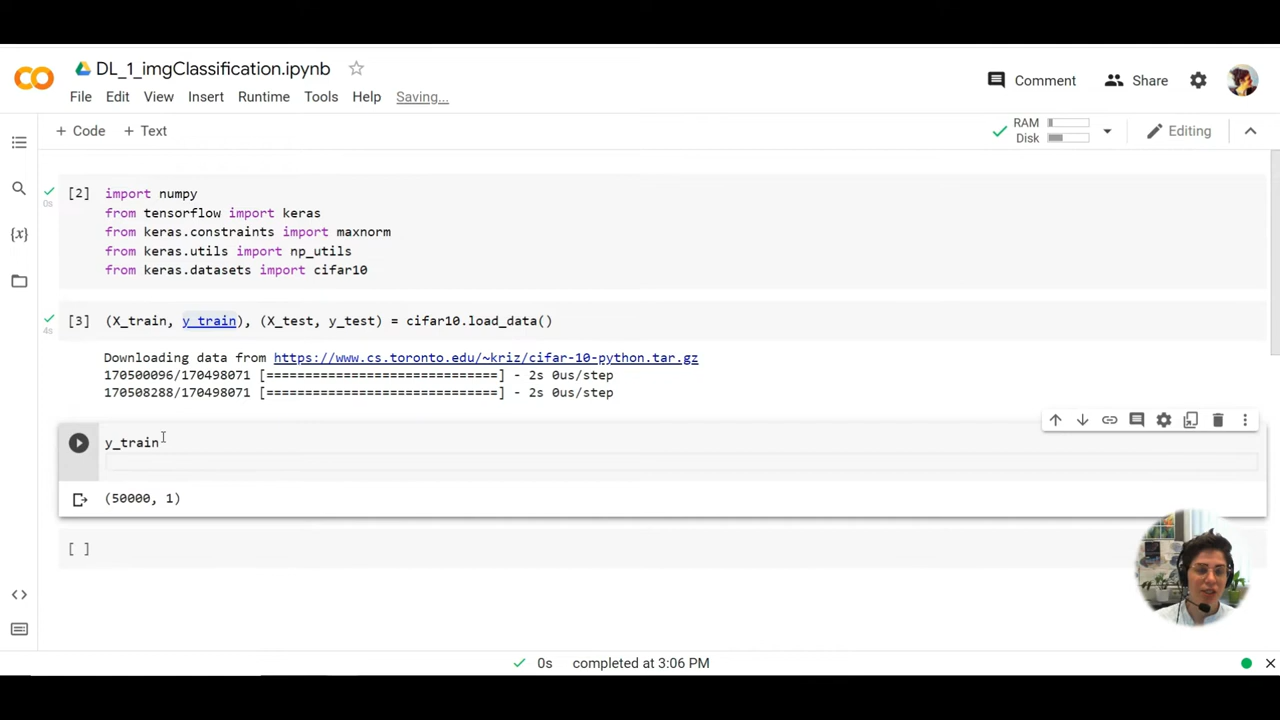 CO DL_1_imgClassification.ipynb
Comment Share
File Edit View Insert Runtime Tools Help Saving...
+ Code + Text
RAM
Disk
Editing
[2] import numpy
0s
from tensorflow import keras
from keras.constraints import maxnorm
from keras.utils import np_utils
from keras.datasets import cifar10
[3] (X_train, y_train), (X_test, y_test) = cifar10.load_data()
4s
Downloading data from https://www.cs.toronto.edu/~kriz/cifar-10-python.tar.gz
170500096/170498071 [==============================] - 2s 0us/step
170508288/170498071 [==============================] - 2s 0us/step
y_train
(50000, 1)
[ ]
0s completed at 3:06 PM